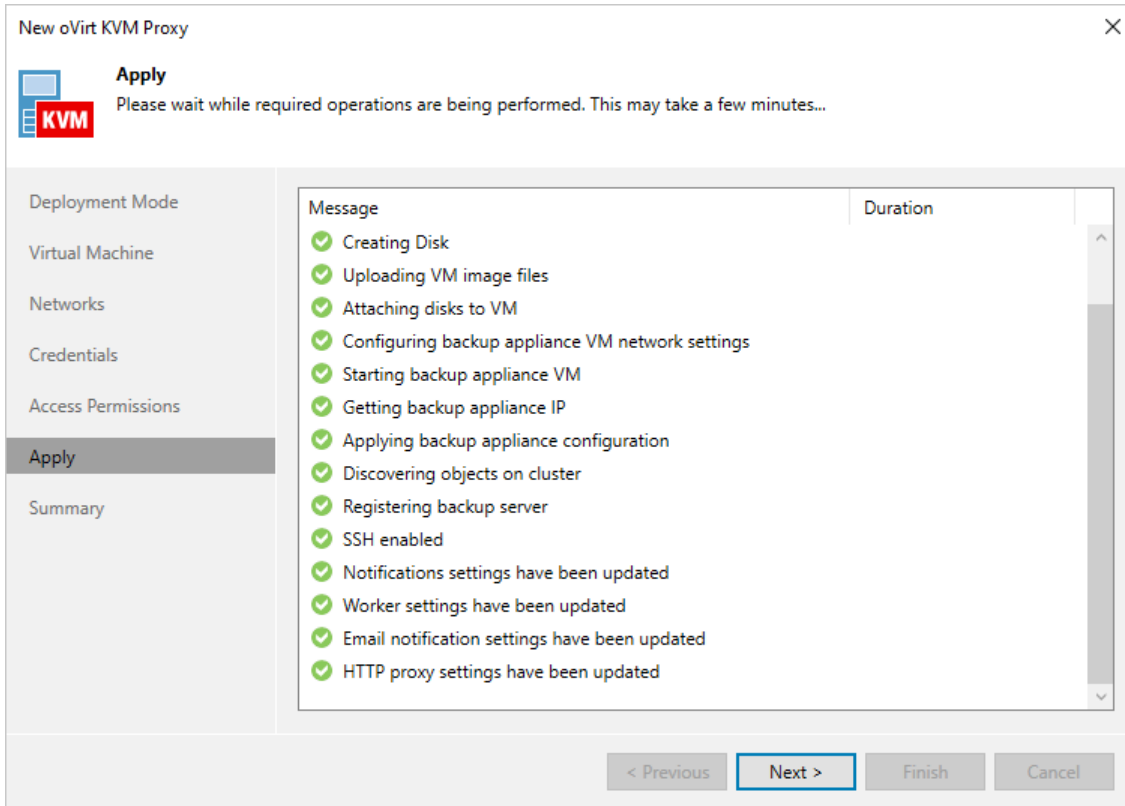 New oVirt KVM Proxy
Apply
Please wait while required operations are being performed. This may take a few minutes...
KVM
Deployment Mode
Virtual Machine
Networks
Credentials
Access Permissions
Apply
Summary
Message Duration
Creating Disk
Uploading VM image files
Attaching disks to VM
Configuring backup appliance VM network settings
Starting backup appliance VM
Getting backup appliance IP
Applying backup appliance configuration
Discovering objects on cluster
Registering backup server
SSH enabled
Notifications settings have been updated
Worker settings have been updated
Email notification settings have been updated
HTTP proxy settings have been updated
< Previous Next > Finish Cancel